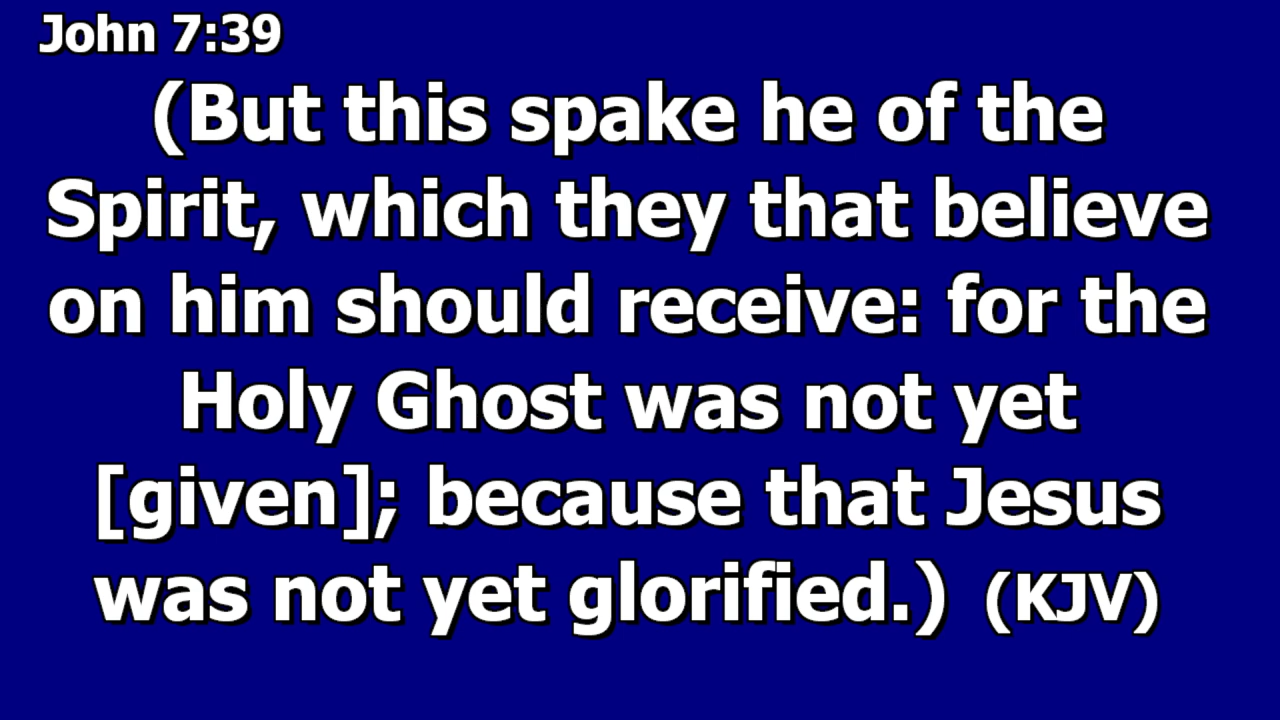 John 7:39
(But this spake he of the
Spirit, which they that believe
on him should receive: for the
Holy Ghost was not yet
[given]; because that Jesus
was not yet glorified.) (KJV)